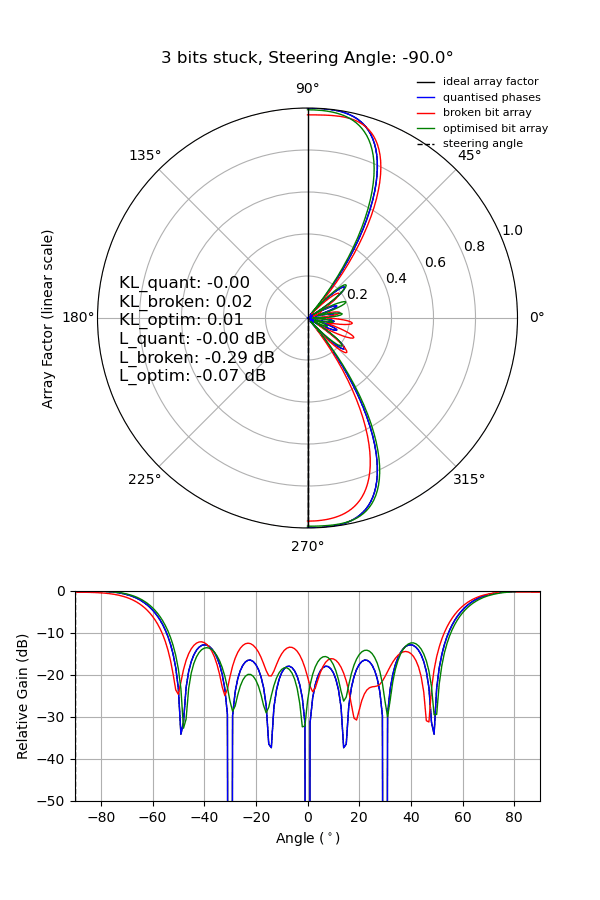 3 bits stuck, Steering Angle: -90.0°
ideal array factor
quantised phases
broken bit array
optimised bit array
steering angle
90°
135°
45°
1.0
0.8
0.6
0.4
0.2
180°
0°
225°
315°
270°
Array Factor (linear scale)
KL_quant: -0.00
KL_broken: 0.02
KL_optim: 0.01
L_quant: -0.00 dB
L_broken: -0.29 dB
L_optim: -0.07 dB
Relative Gain (dB)
0
−10
−20
−30
−40
−50
−80 −60 −40 −20 0 20 40 60 80
Angle (°)